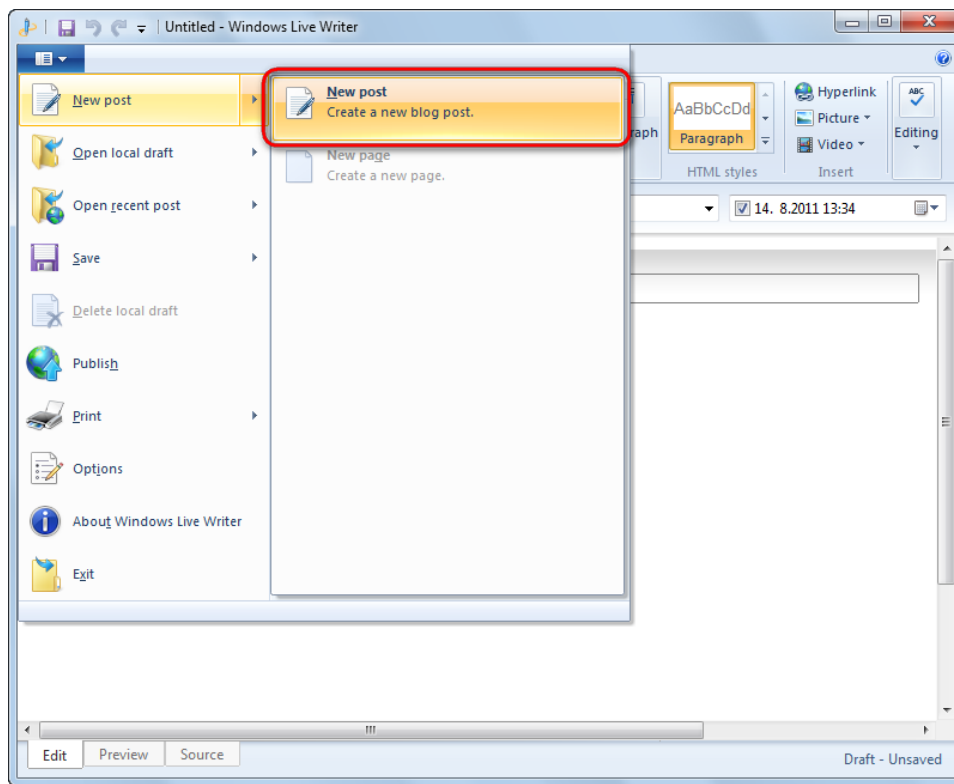 Untitled - Windows Live Writer
New post
Open local draft
Open recent post
Save
Delete local draft
Publish
Print
Options
About Windows Live Writer
Exit
New post
Create a new blog post.
New page
Create a new page.
AaBbCcDd
Paragraph
HTML styles
Hyperlink
Picture
Video
Insert
ABC
Editing
14. 8.2011 13:34
Edit
Preview
Source
Draft - Unsaved